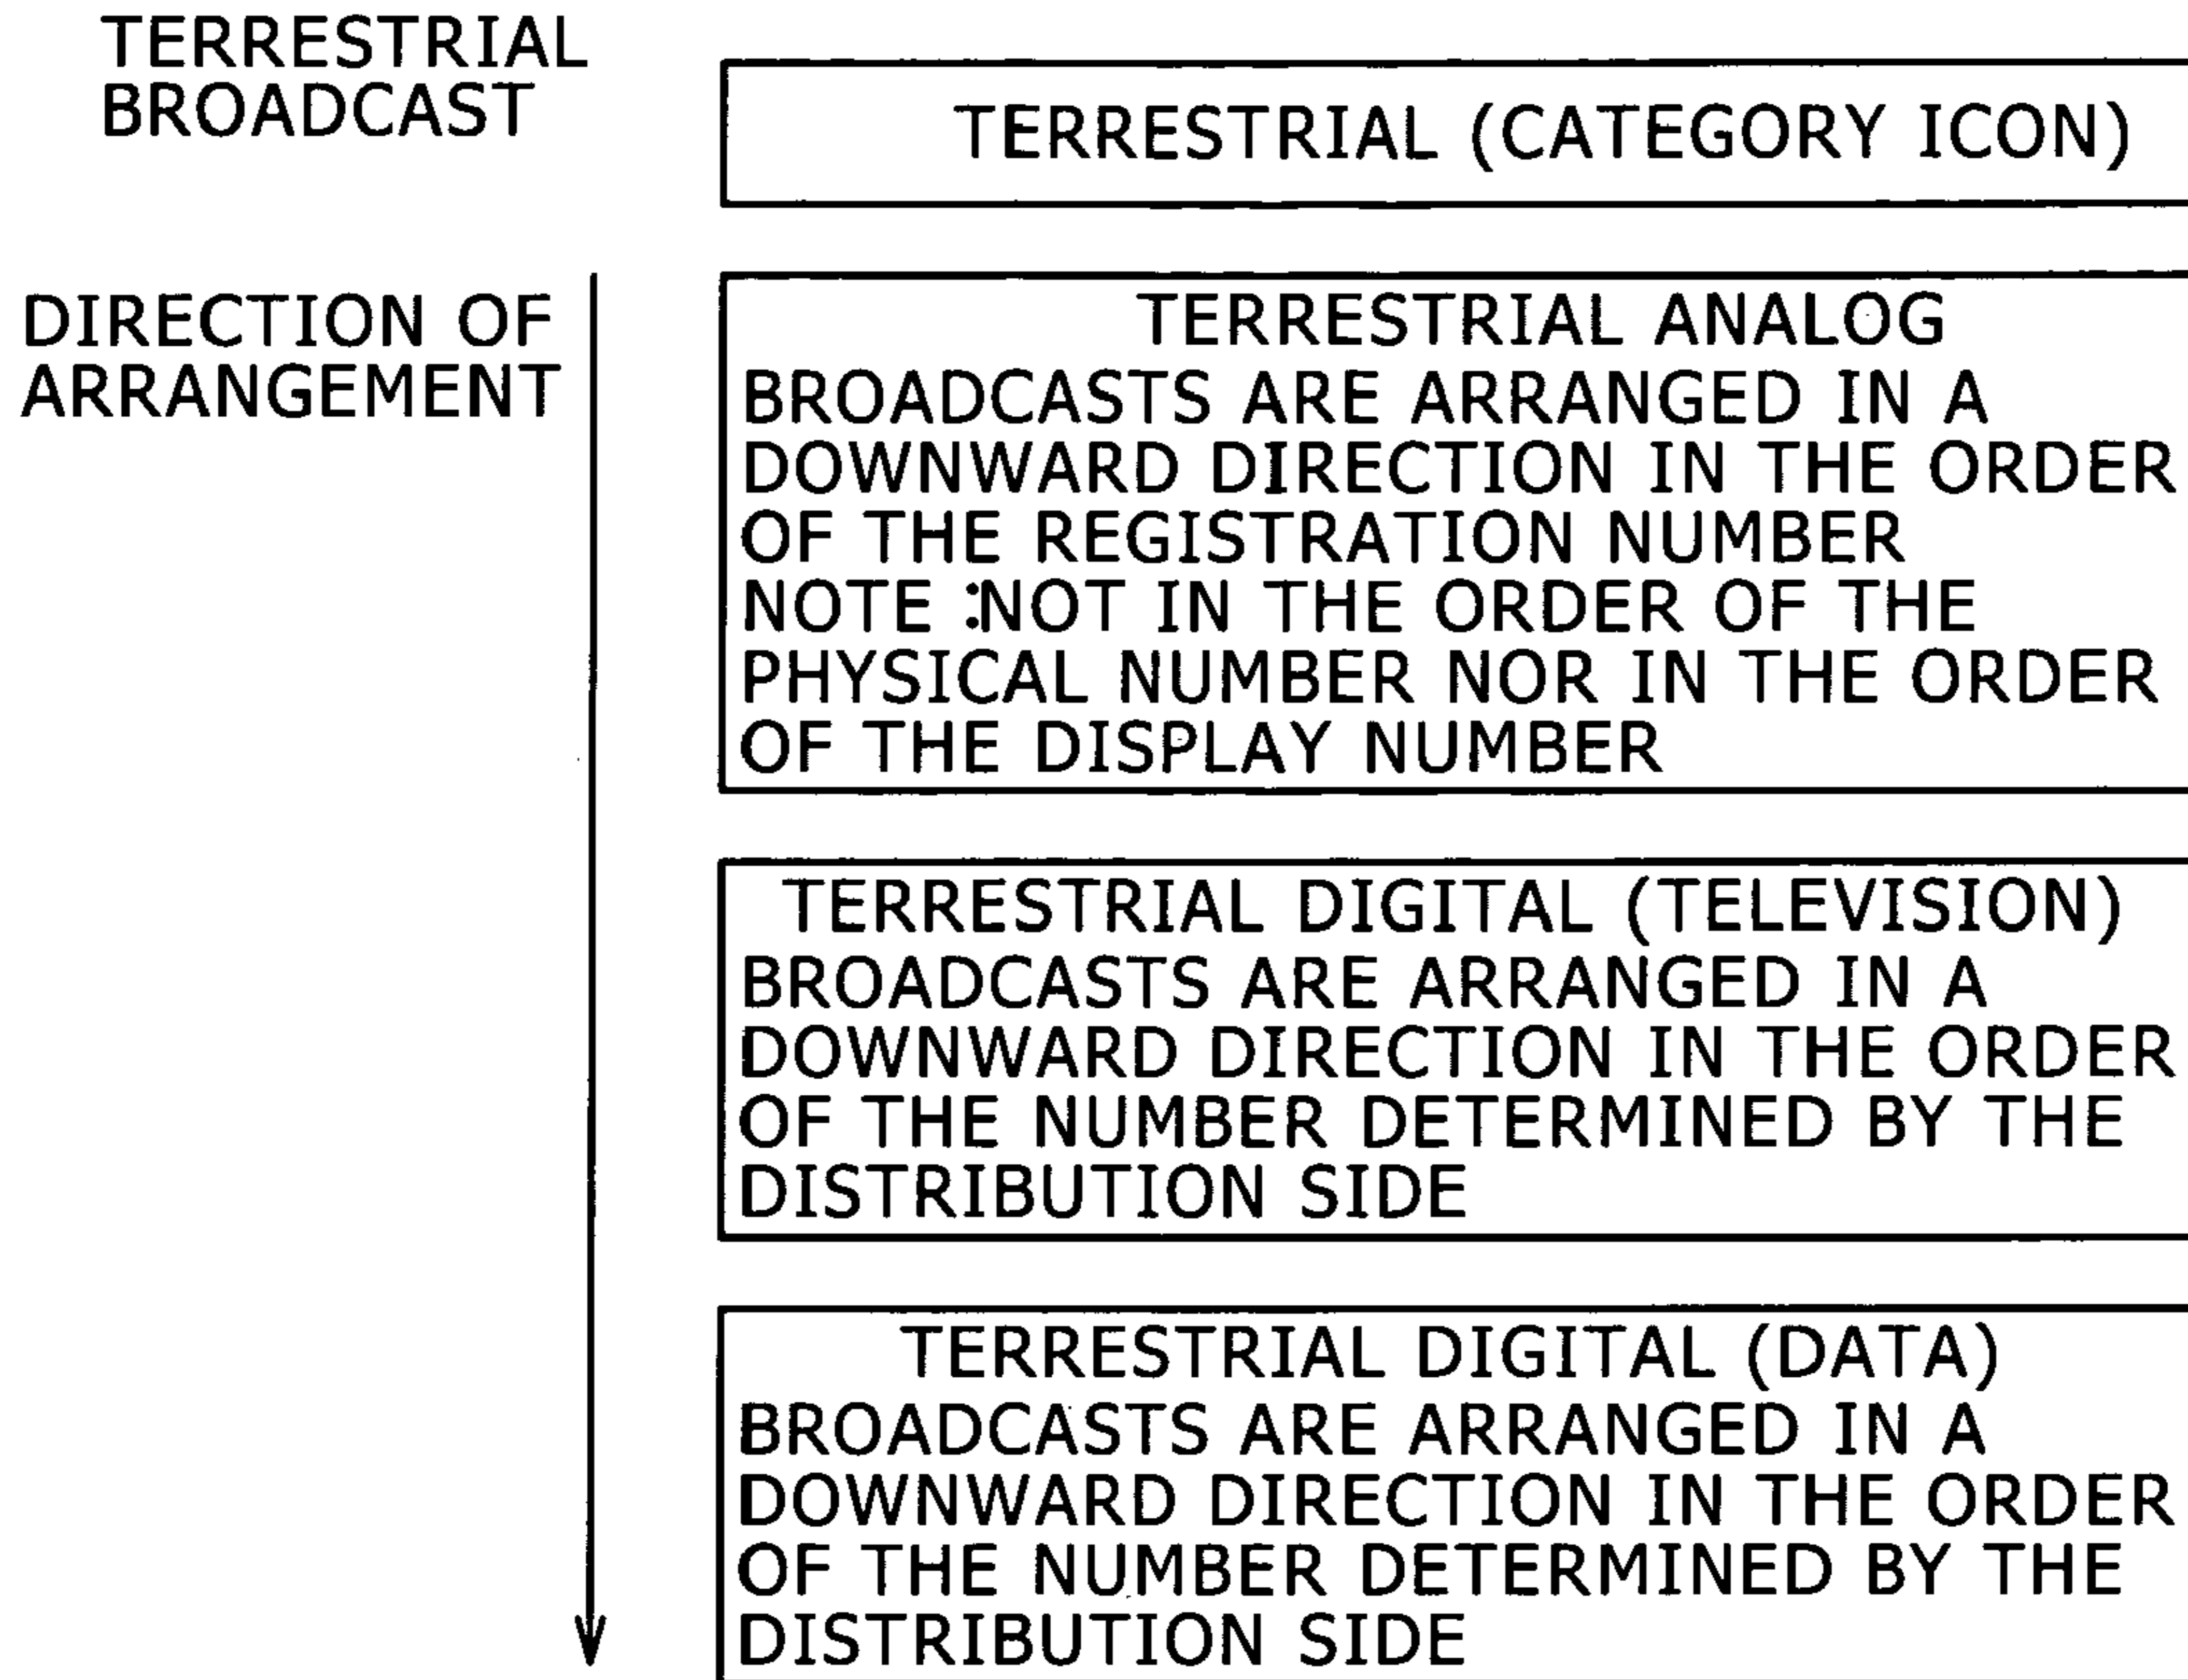 TERRESTRIAL
BROADCAST
TERRESTRIAL (CATEGORY ICON)
DIRECTION OF
ARRANGEMENT
TERRESTRIAL ANALOG
BROADCASTS ARE ARRANGED IN A
DOWNWARD DIRECTION IN THE ORDER
OF THE REGISTRATION NUMBER
NOTE :NOT IN THE ORDER OF THE
PHYSICAL NUMBER NOR IN THE ORDER
OF THE DISPLAY NUMBER
TERRESTRIAL DIGITAL (TELEVISION)
BROADCASTS ARE ARRANGED IN A
DOWNWARD DIRECTION IN THE ORDER
OF THE NUMBER DETERMINED BY THE
DISTRIBUTION SIDE
TERRESTRIAL DIGITAL (DATA)
BROADCASTS ARE ARRANGED IN A
DOWNWARD DIRECTION IN THE ORDER
OF THE NUMBER DETERMINED BY THE
DISTRIBUTION SIDE